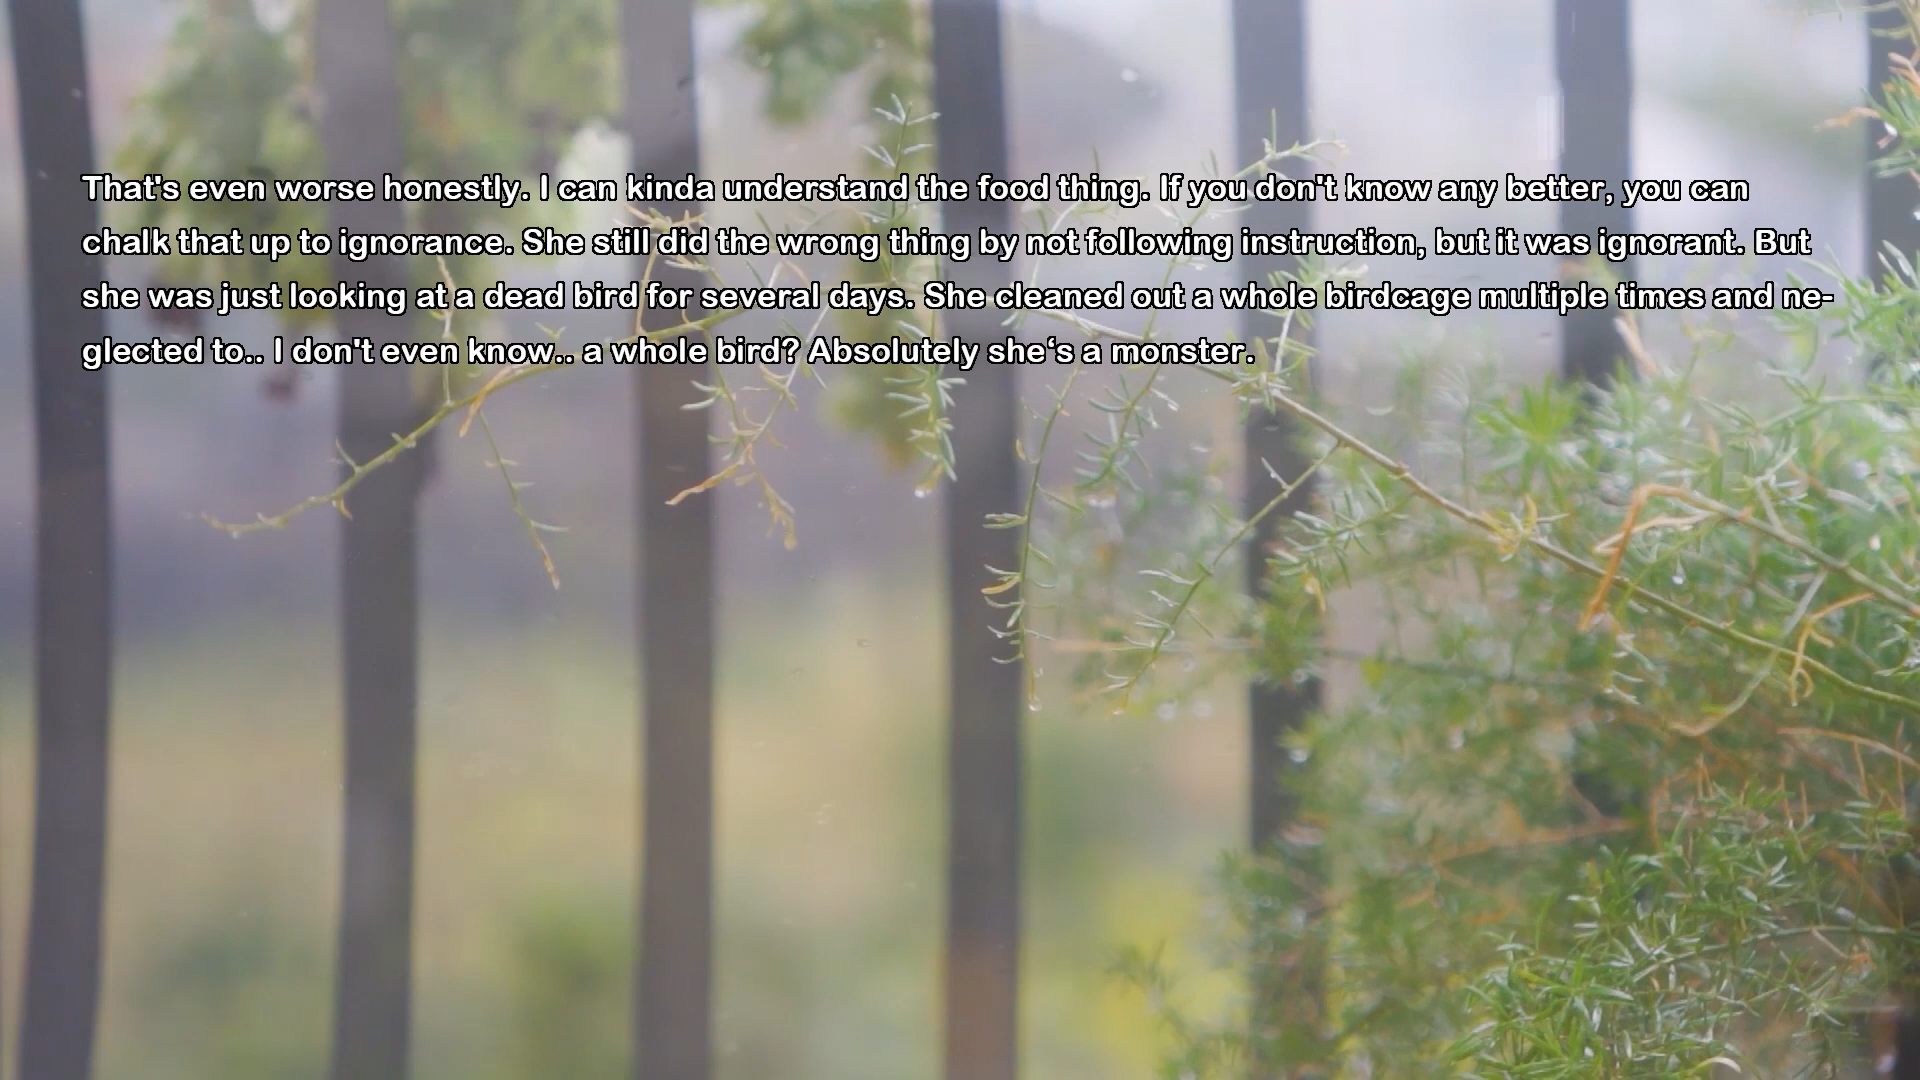 That's even worse honestly. I can kinda understand the food thing. If you don't know any better, you can
chalk that up to ignorance. She still did the wrong thing by not following instruction, but it was ignorant. But
she was just looking at a dead bird for several days. She cleaned out a whole birdcage multiple times and ne-
glected to.. I don't even know.. a whole bird? Absolutely she‘s a monster.